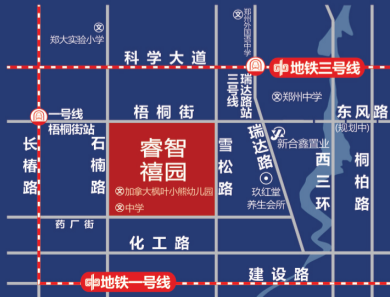 郑大实验小学
郑州外国语中学
科学大道
地铁三号线
瑞达路站
三号线
郑州中学
一号线
梧桐街站
梧桐街
东风路
(规划中)
新合鑫置业
长椿路
石楠路
睿智
禧园
加拿大枫叶小熊幼儿园
中学
雪松路
瑞达路
玖红堂
养生会所
西三环
桐柏路
药厂街
化工路
地铁一号线
建设路